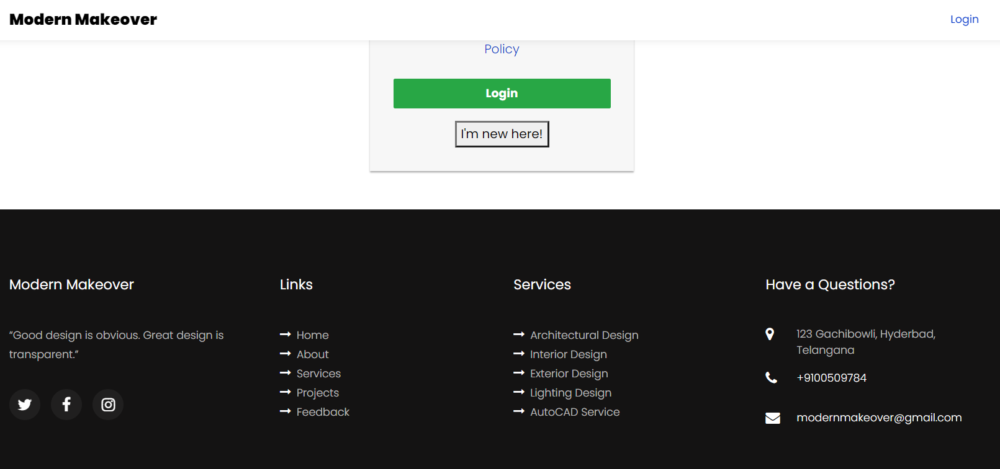 Modern Makeover
Login
Policy
Login
I'm new here!
Modern Makeover
“Good design is obvious. Great design is
transparent.”
Links
Home
About
Services
Projects
Feedback
Services
Architectural Design
Interior Design
Exterior Design
Lighting Design
AutoCAD Service
Have a Questions?
123 Gachibowli, Hyderbad,
Telangana
+9100509784
modernmakeover@gmail.com